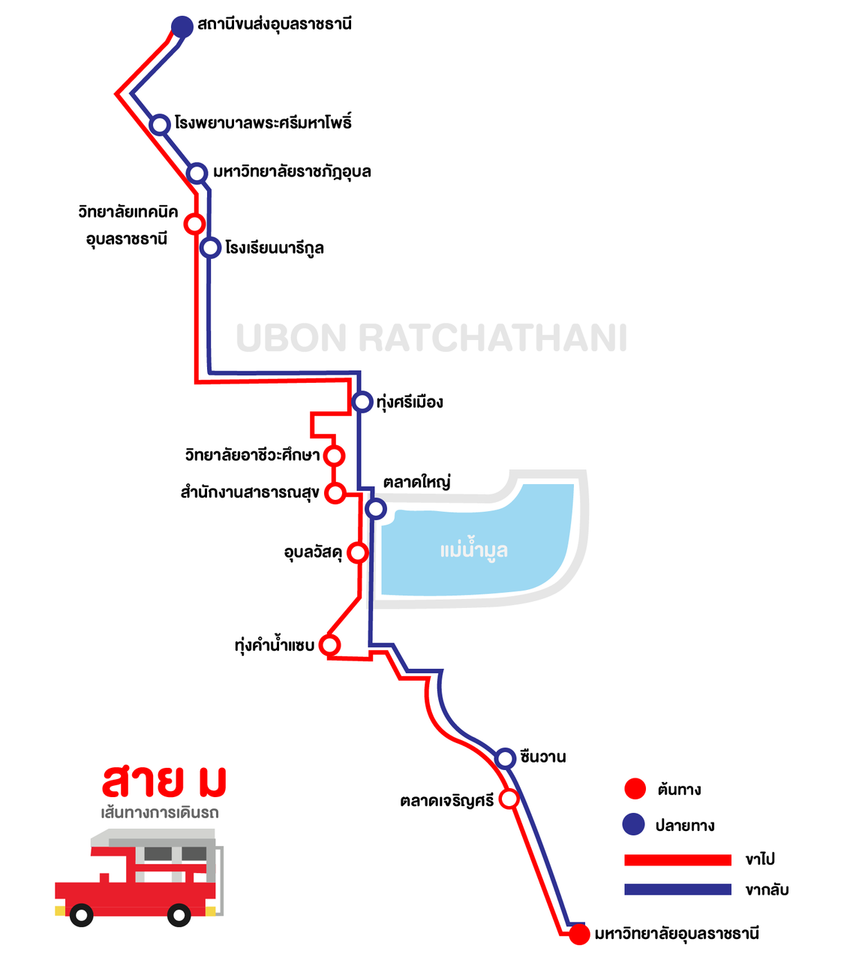 สถานีขนส่งอุบลราชธานี
โรงพยาบาลพระศรีมหาโพธิ์
มหาวิทยาลัยราชภัฎอุบล
วิทยาลัยเทคนิค
อุบลราชธานี
โรงเรียนนารีกูล
UBON RATCHATHANI
ทุ่งศรีเมือง
วิทยาลัยอาชีวะศึกษา
ตลาดใหญ่
สำนักงานสาธารณสุข
อุบลวัสดุ
แม่น้ำมูล
ทุ่งคำน้ำแซบ
ซืนวาน
ตลาดเจริญศรี
สาย ม
เส้นทางการเดินรถ
ต้นทาง
ปลายทาง
ขาไป
ขากลับ
มหาวิทยาลัยอุบลราชธานี